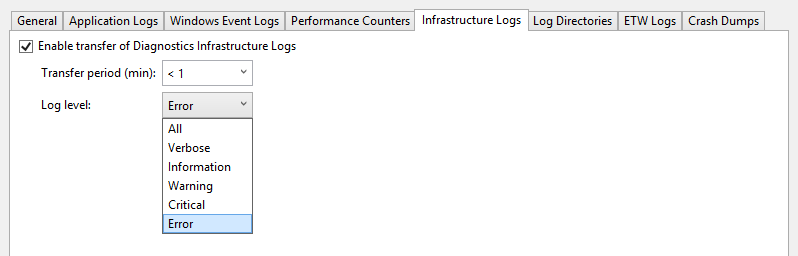 General Application Logs Windows Event Logs Performance Counters Infrastructure Logs Log Directories ETW Logs Crash Dumps
Enable transfer of Diagnostics Infrastructure Logs
Transfer period (min): < 1
Log level: Error
All
Verbose
Information
Warning
Critical
Error